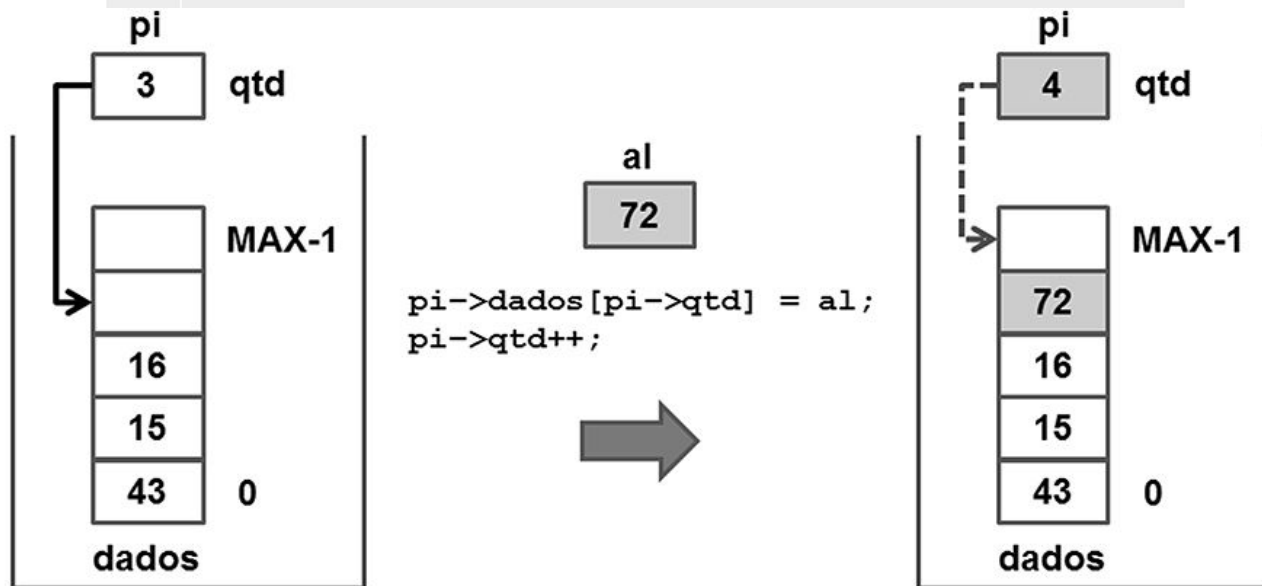 pi
3 qtd
MAX-1
16
15
43 0
dados
al
72
pi->dados[pi->qtd] = al;
pi->qtd++;
pi
4 qtd
MAX-1
72
16
15
43 0
dados